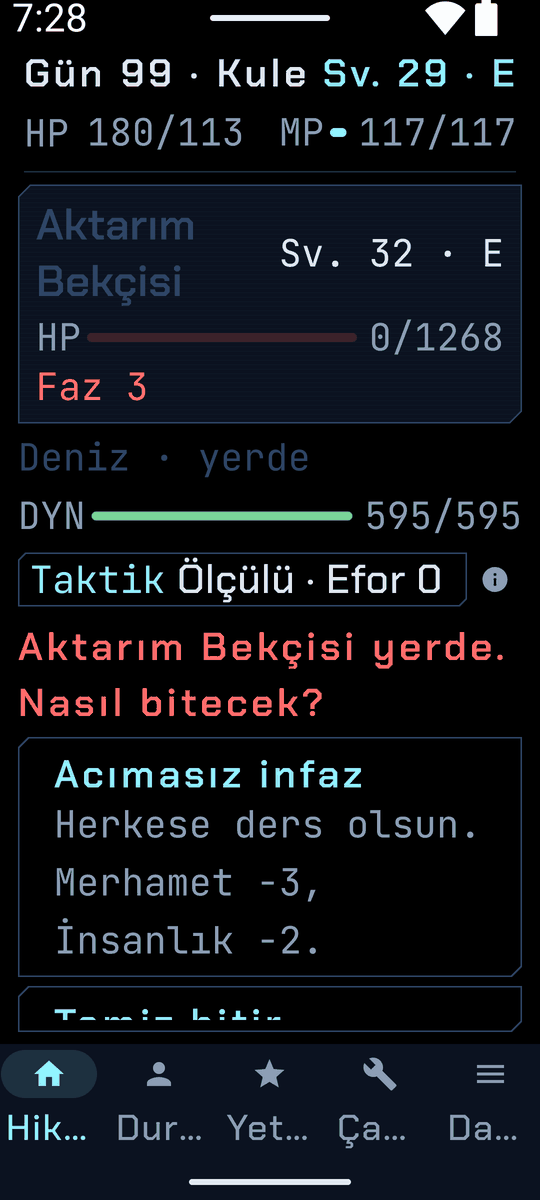 7:28
Gün 99 · Kule Sv. 29 · E
HP 180/113 MP 117/117
Aktarım Bekçisi
Sv. 32 · E
HP 0/1268
Faz 3
Deniz · yerde
DYN 595/595
Taktik Ölçülü · Efor 0
Aktarım Bekçisi yerde.
Nasıl bitecek?
Acımasız infaz
Herkese ders olsun.
Merhamet -3,
İnsanlık -2.
Temiz bitir
Hik... Dur... Yet... Ça... Da...